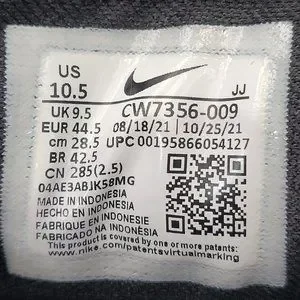 US
10.5
JJ
UK 9.5
CW7356-009
EUR 44.5
08/18/21
10/25/21
cm 28.5
UPC 00195866054127
BR 42.5
CN 285(2.5)
04AE3ABJK58MG
MADE IN INDONESIA
HECHO EN INDONESIA
FABRIQUE EN INDONESIE
FABRICADO NA INDONÉSIA
This product is covered by one or more patents.
www.nike.com/patentsvirtualmarking